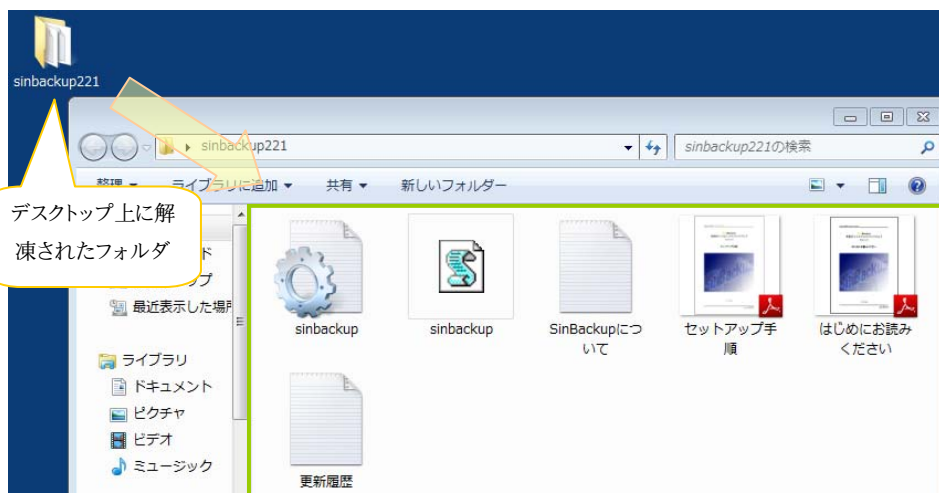 sinbackup221
sinbackup221
sinbackup221の検索
整理 ライブラリに追加 共有 新しいフォルダー
デスクトップ上に解
凍されたフォルダ
ド
プ
最近表示した場所
ライブラリ
ドキュメント
ピクチャ
ビデオ
ミュージック
sinbackup
sinbackup
SinBackupにつ
いて
セットアップ手
順
はじめにお読み
ください
更新履歴